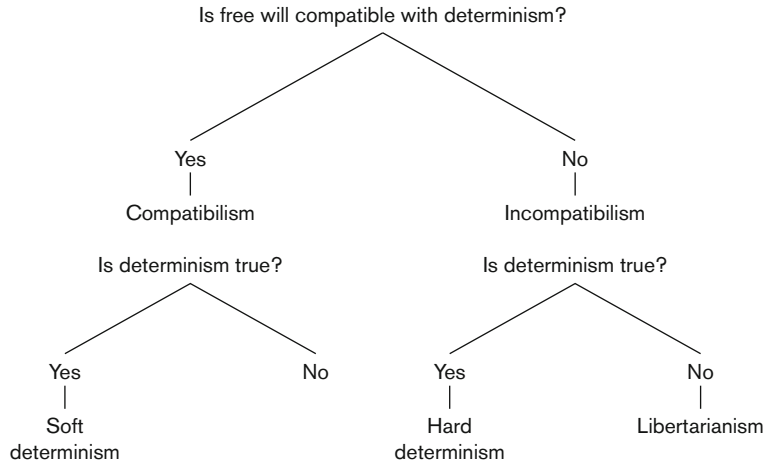 Is free will compatible with determinism?
Yes
No
Compatibilism
Incompatibilism
Is determinism true?
Is determinism true?
Yes
No
Yes
No
Soft
determinism
Hard
determinism
Libertarianism